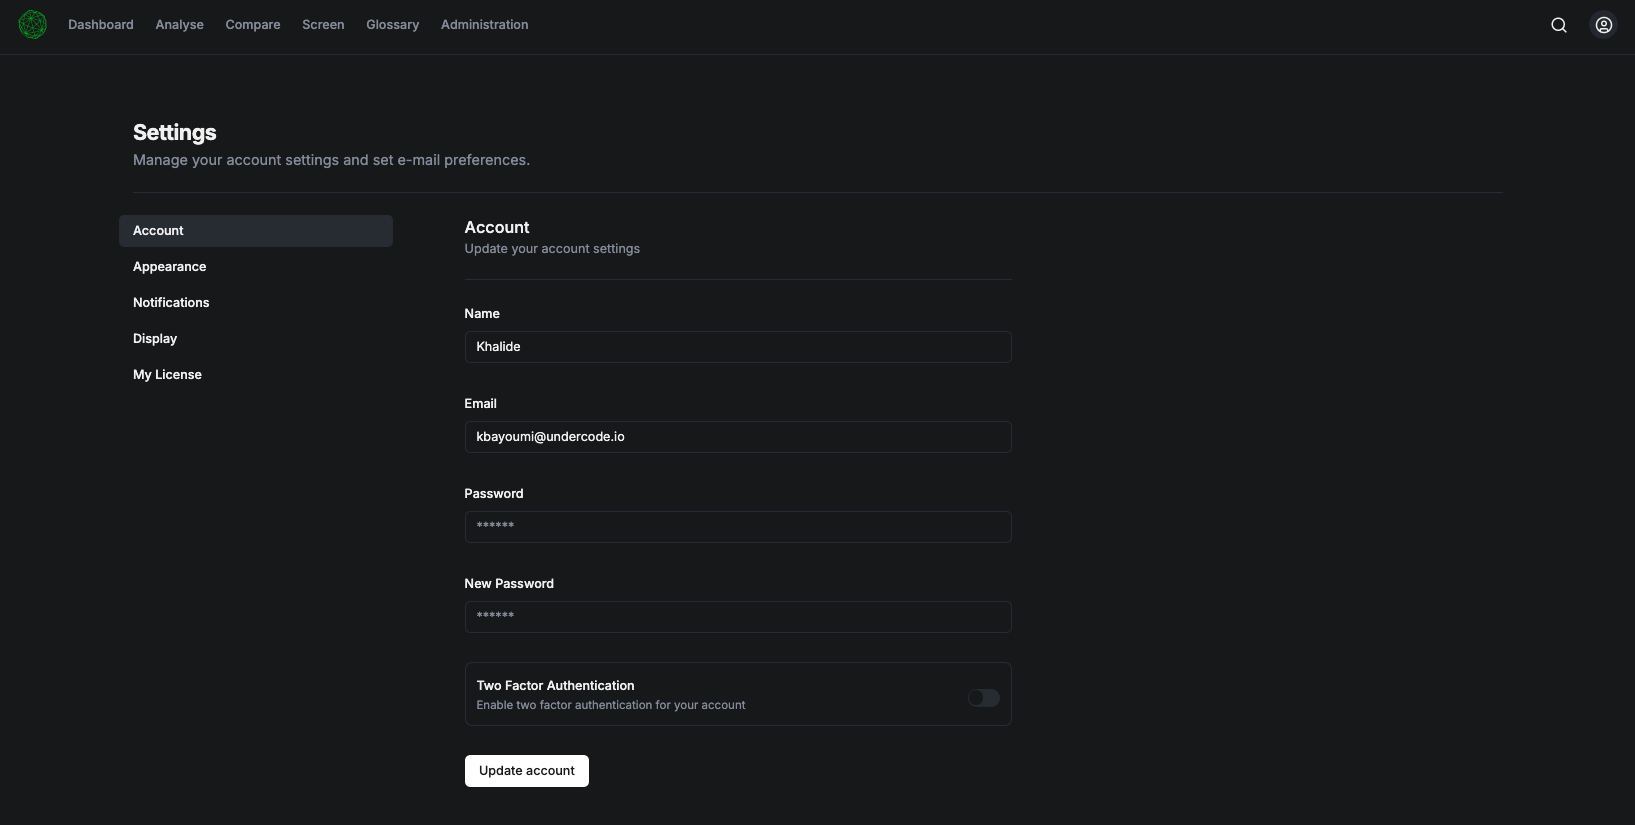 Dashboard Analyse Compare Screen Glossary Administration
Settings
Manage your account settings and set e-mail preferences.
Account
Appearance
Notifications
Display
My License
Account
Update your account settings
Name
Khalide
Email
kbayoumi@undercode.io
Password
******
New Password
******
Two Factor Authentication
Enable two factor authentication for your account
Update account